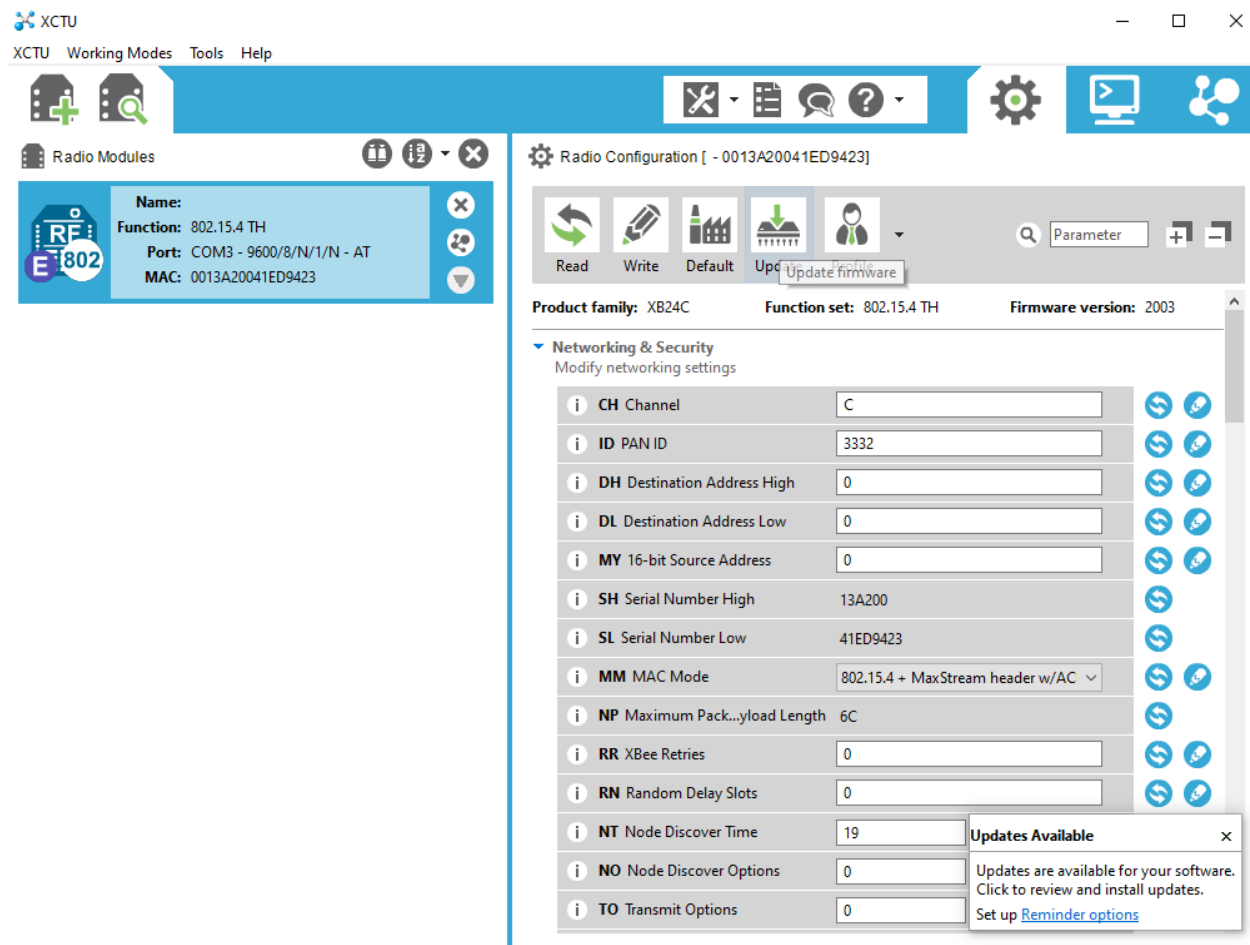 XCTU
XCTU Working Modes Tools Help
Radio Modules
Name:
Function: 802.15.4 TH
Port: COM3 - 9600/8/N/1/N - AT
MAC: 0013A20041ED9423
RF
E 802
Radio Configuration [ - 0013A20041ED9423]
Read Write Default Update Profile
Parameter
Update firmware
Product family: XB24C Function set: 802.15.4 TH Firmware version: 2003
Networking & Security
Modify networking settings
i CH Channel C
i ID PAN ID 3332
i DH Destination Address High 0
i DL Destination Address Low 0
i MY 16-bit Source Address 0
i SH Serial Number High 13A200
i SL Serial Number Low 41ED9423
i MM MAC Mode 802.15.4 + MaxStream header w/AC
i NP Maximum Pack...yload Length 6C
i RR XBee Retries 0
i RN Random Delay Slots 0
i NT Node Discover Time 19
i NO Node Discover Options 0
i TO Transmit Options 0
Updates Available
Updates are available for your software.
Click to review and install updates.
Set up Reminder options